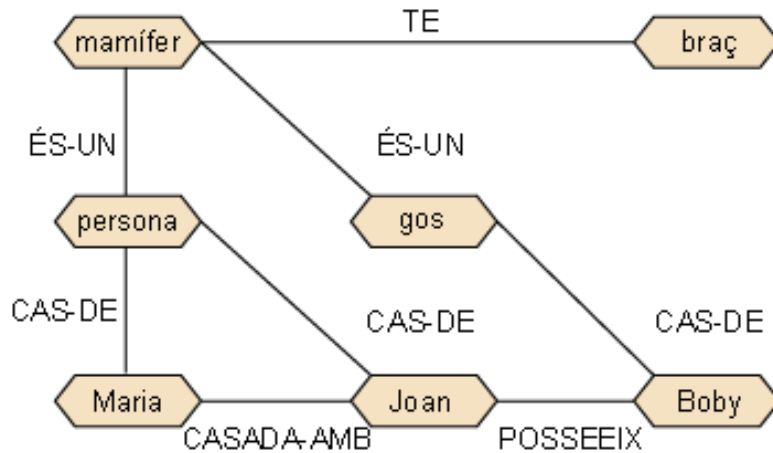 TE
mamífer
braç
ÉS-UN
ÉS-UN
persona
gos
CAS-DE
CAS-DE
CAS-DE
Maria
Joan
Boby
CASADA-AMB
POSSEEIX